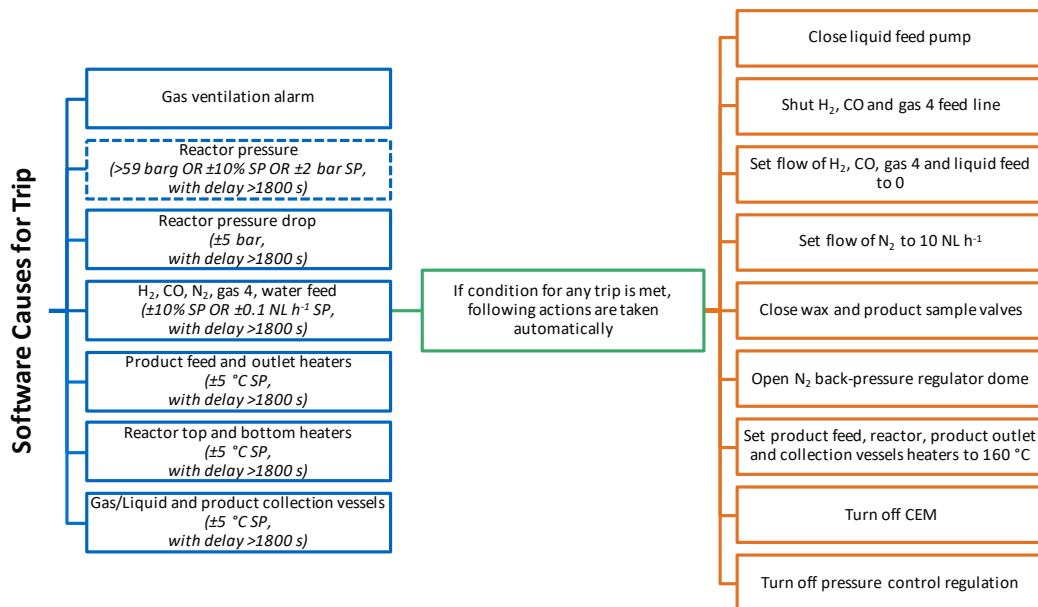 Software Causes for Trip
Gas ventilation alarm
Reactor pressure
(>59 barg OR ±10% SP OR ±2 bar SP,
with delay >1800 s)
Reactor pressure drop
(±5 bar,
with delay >1800 s)
H₂, CO, N₂, gas 4, water feed
(±10% SP OR ±0.1 NL h⁻¹ SP,
with delay >1800 s)
Product feed and outlet heaters
(±5 °C SP,
with delay >1800 s)
Reactor top and bottom heaters
(±5 °C SP,
with delay >1800 s)
Gas/Liquid and product collection vessels
(±5 °C SP,
with delay >1800 s)
If condition for any trip is met,
following actions are taken
automatically
Close liquid feed pump
Shut H₂, CO and gas 4 feed line
Set flow of H₂, CO, gas 4 and liquid feed
to 0
Set flow of N₂ to 10 NL h⁻¹
Close wax and product sample valves
Open N₂ back-pressure regulator dome
Set product feed, reactor, product outlet
and collection vessels heaters to 160 °C
Turn off CEM
Turn off pressure control regulation